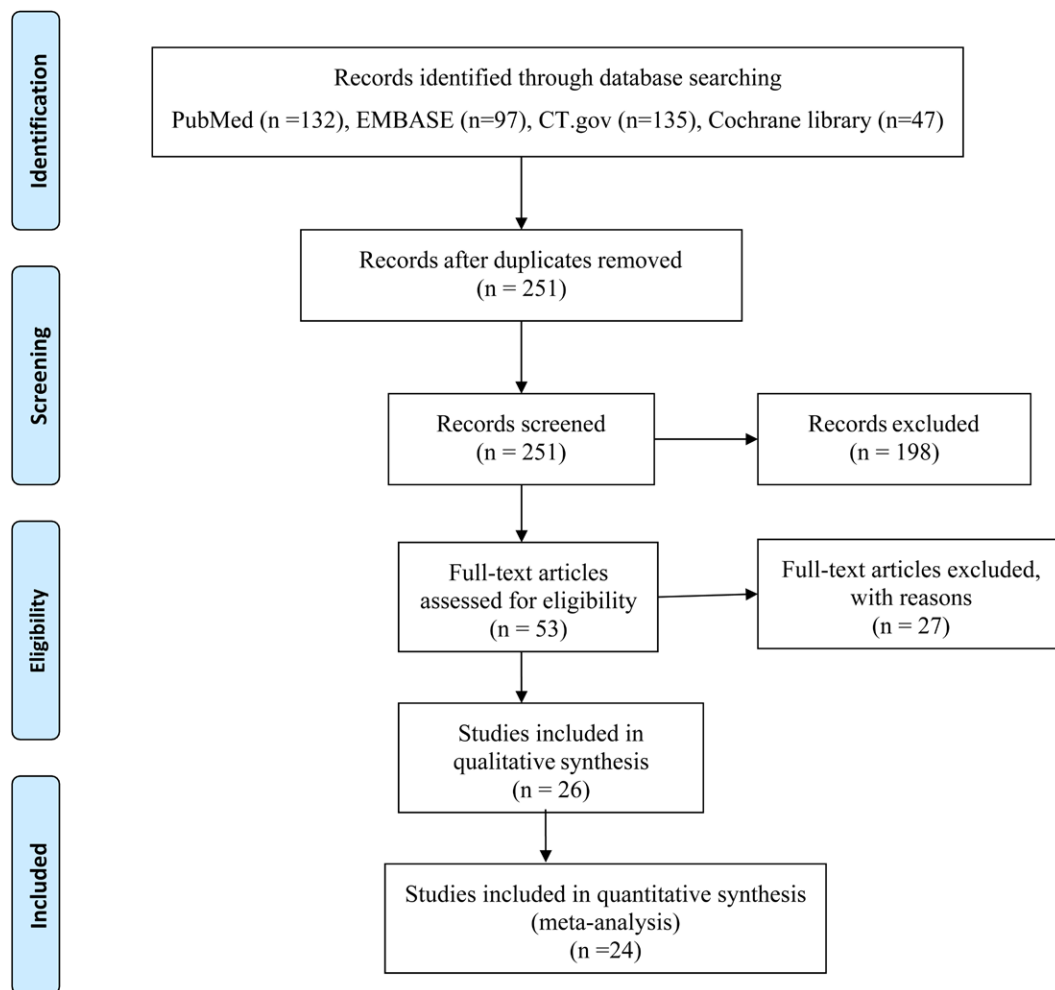 Identification
Records identified through database searching
PubMed (n =132), EMBASE (n=97), CT.gov (n=135), Cochrane library (n=47)
Records after duplicates removed
(n = 251)
Screening
Records screened
(n = 251)
Records excluded
(n = 198)
Eligibility
Full-text articles
assessed for eligibility
(n = 53)
Full-text articles excluded,
with reasons
(n = 27)
Studies included in
qualitative synthesis
(n = 26)
Included
Studies included in quantitative synthesis
(meta-analysis)
(n =24)